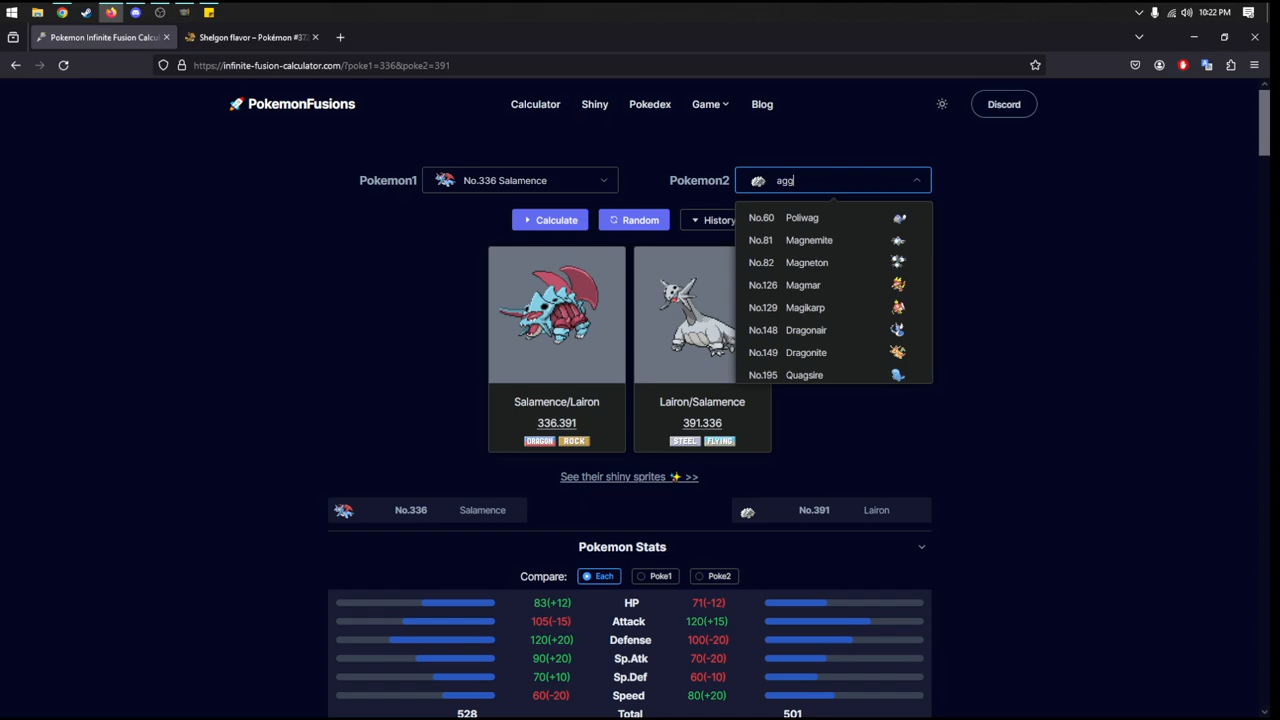 10:22 PM
Pokemon Infinite Fusion Calcu
Shelgon flavor – Pokémon #37
https://infinite-fusion-calculator.com/?poke1=336&poke2=391
PokemonFusions
Calculator Shiny Pokedex Game Blog
Discord
Pokemon1 No.336 Salamence
Pokemon2 agg
Calculate Random History
No.60 Poliwag
No.81 Magnemite
No.82 Magneton
No.126 Magmar
No.129 Magikarp
No.148 Dragonair
No.149 Dragonite
No.195 Quagsire
Salamence/Lairon
336.391
DRAGON ROCK
Lairon/Salamence
391.336
STEEL FLYING
See their shiny sprites ✨ >>
No.336 Salamence
No.391 Lairon
Pokemon Stats
Compare: Each Poke1 Poke2
83(+12) HP 71(-12)
105(-15) Attack 120(+15)
120(+20) Defense 100(-20)
90(+20) Sp.Atk 70(-20)
70(+10) Sp.Def 60(-10)
60(-20) Speed 80(+20)
528 Total 501